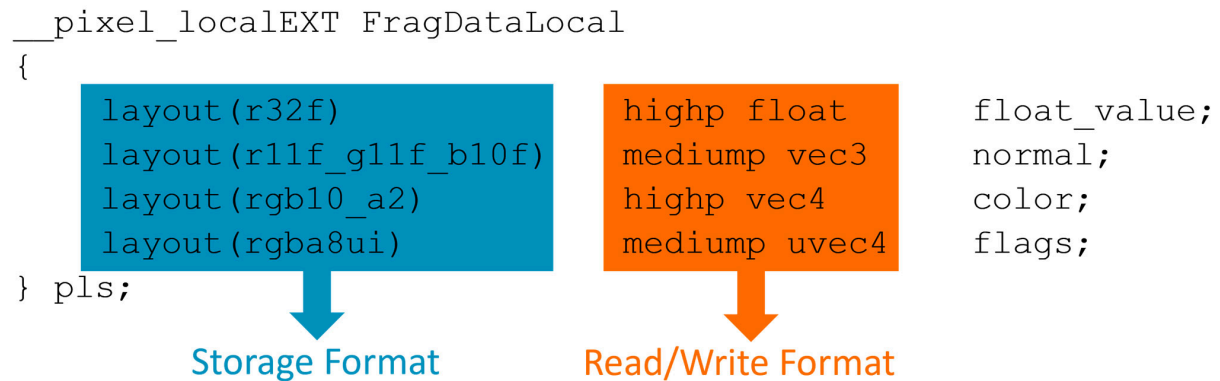 __pixel_localEXT FragDataLocal
{
layout(r32f) highp float float_value;
layout(r11f_g11f_b10f) mediump vec3 normal;
layout(rgb10_a2) highp vec4 color;
layout(rgba8ui) mediump uvec4 flags;
} pls;
Storage Format Read/Write Format